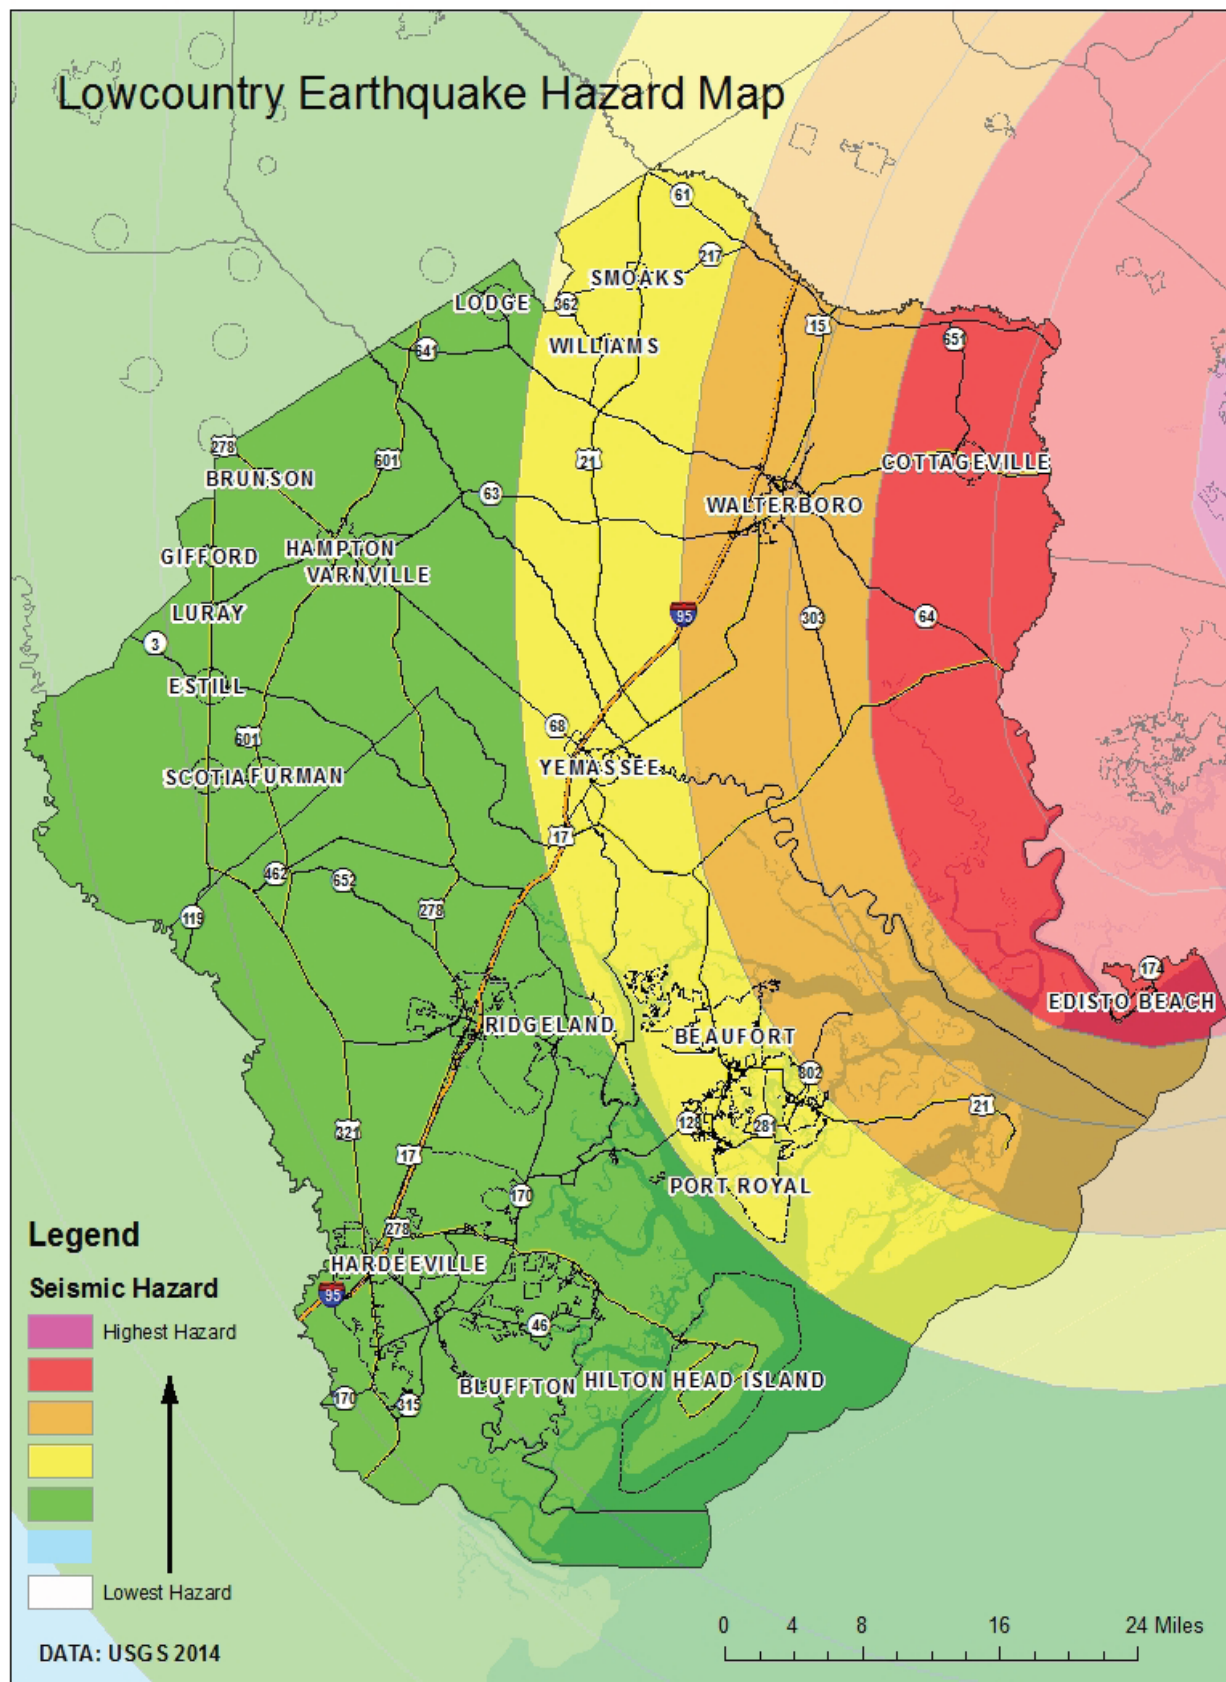 Lowcountry Earthquake Hazard Map
61
217
SMOAKS
LODGE
362
15
651
WILLIAMS
641
278
601
21
COTTAGEVILLE
BRUNSON
63
WALTERBORO
HAMPTON
GIFFORD
VARNVILLE
LURAY
95
303
64
3
ESTILL
601
68
SCOTIA
FURMAN
YEMASSEE
17
462
652
119
278
174
EDISTO BEACH
RIDGELAND
BEAUFORT
802
21
321
128
281
17
170
PORT ROYAL
278
HARDEEVILLE
95
46
BLUFFTON
HILTON HEAD ISLAND
170
315
Legend
Seismic Hazard
Highest Hazard
Lowest Hazard
DATA: USGS 2014
0 4 8 16 24 Miles